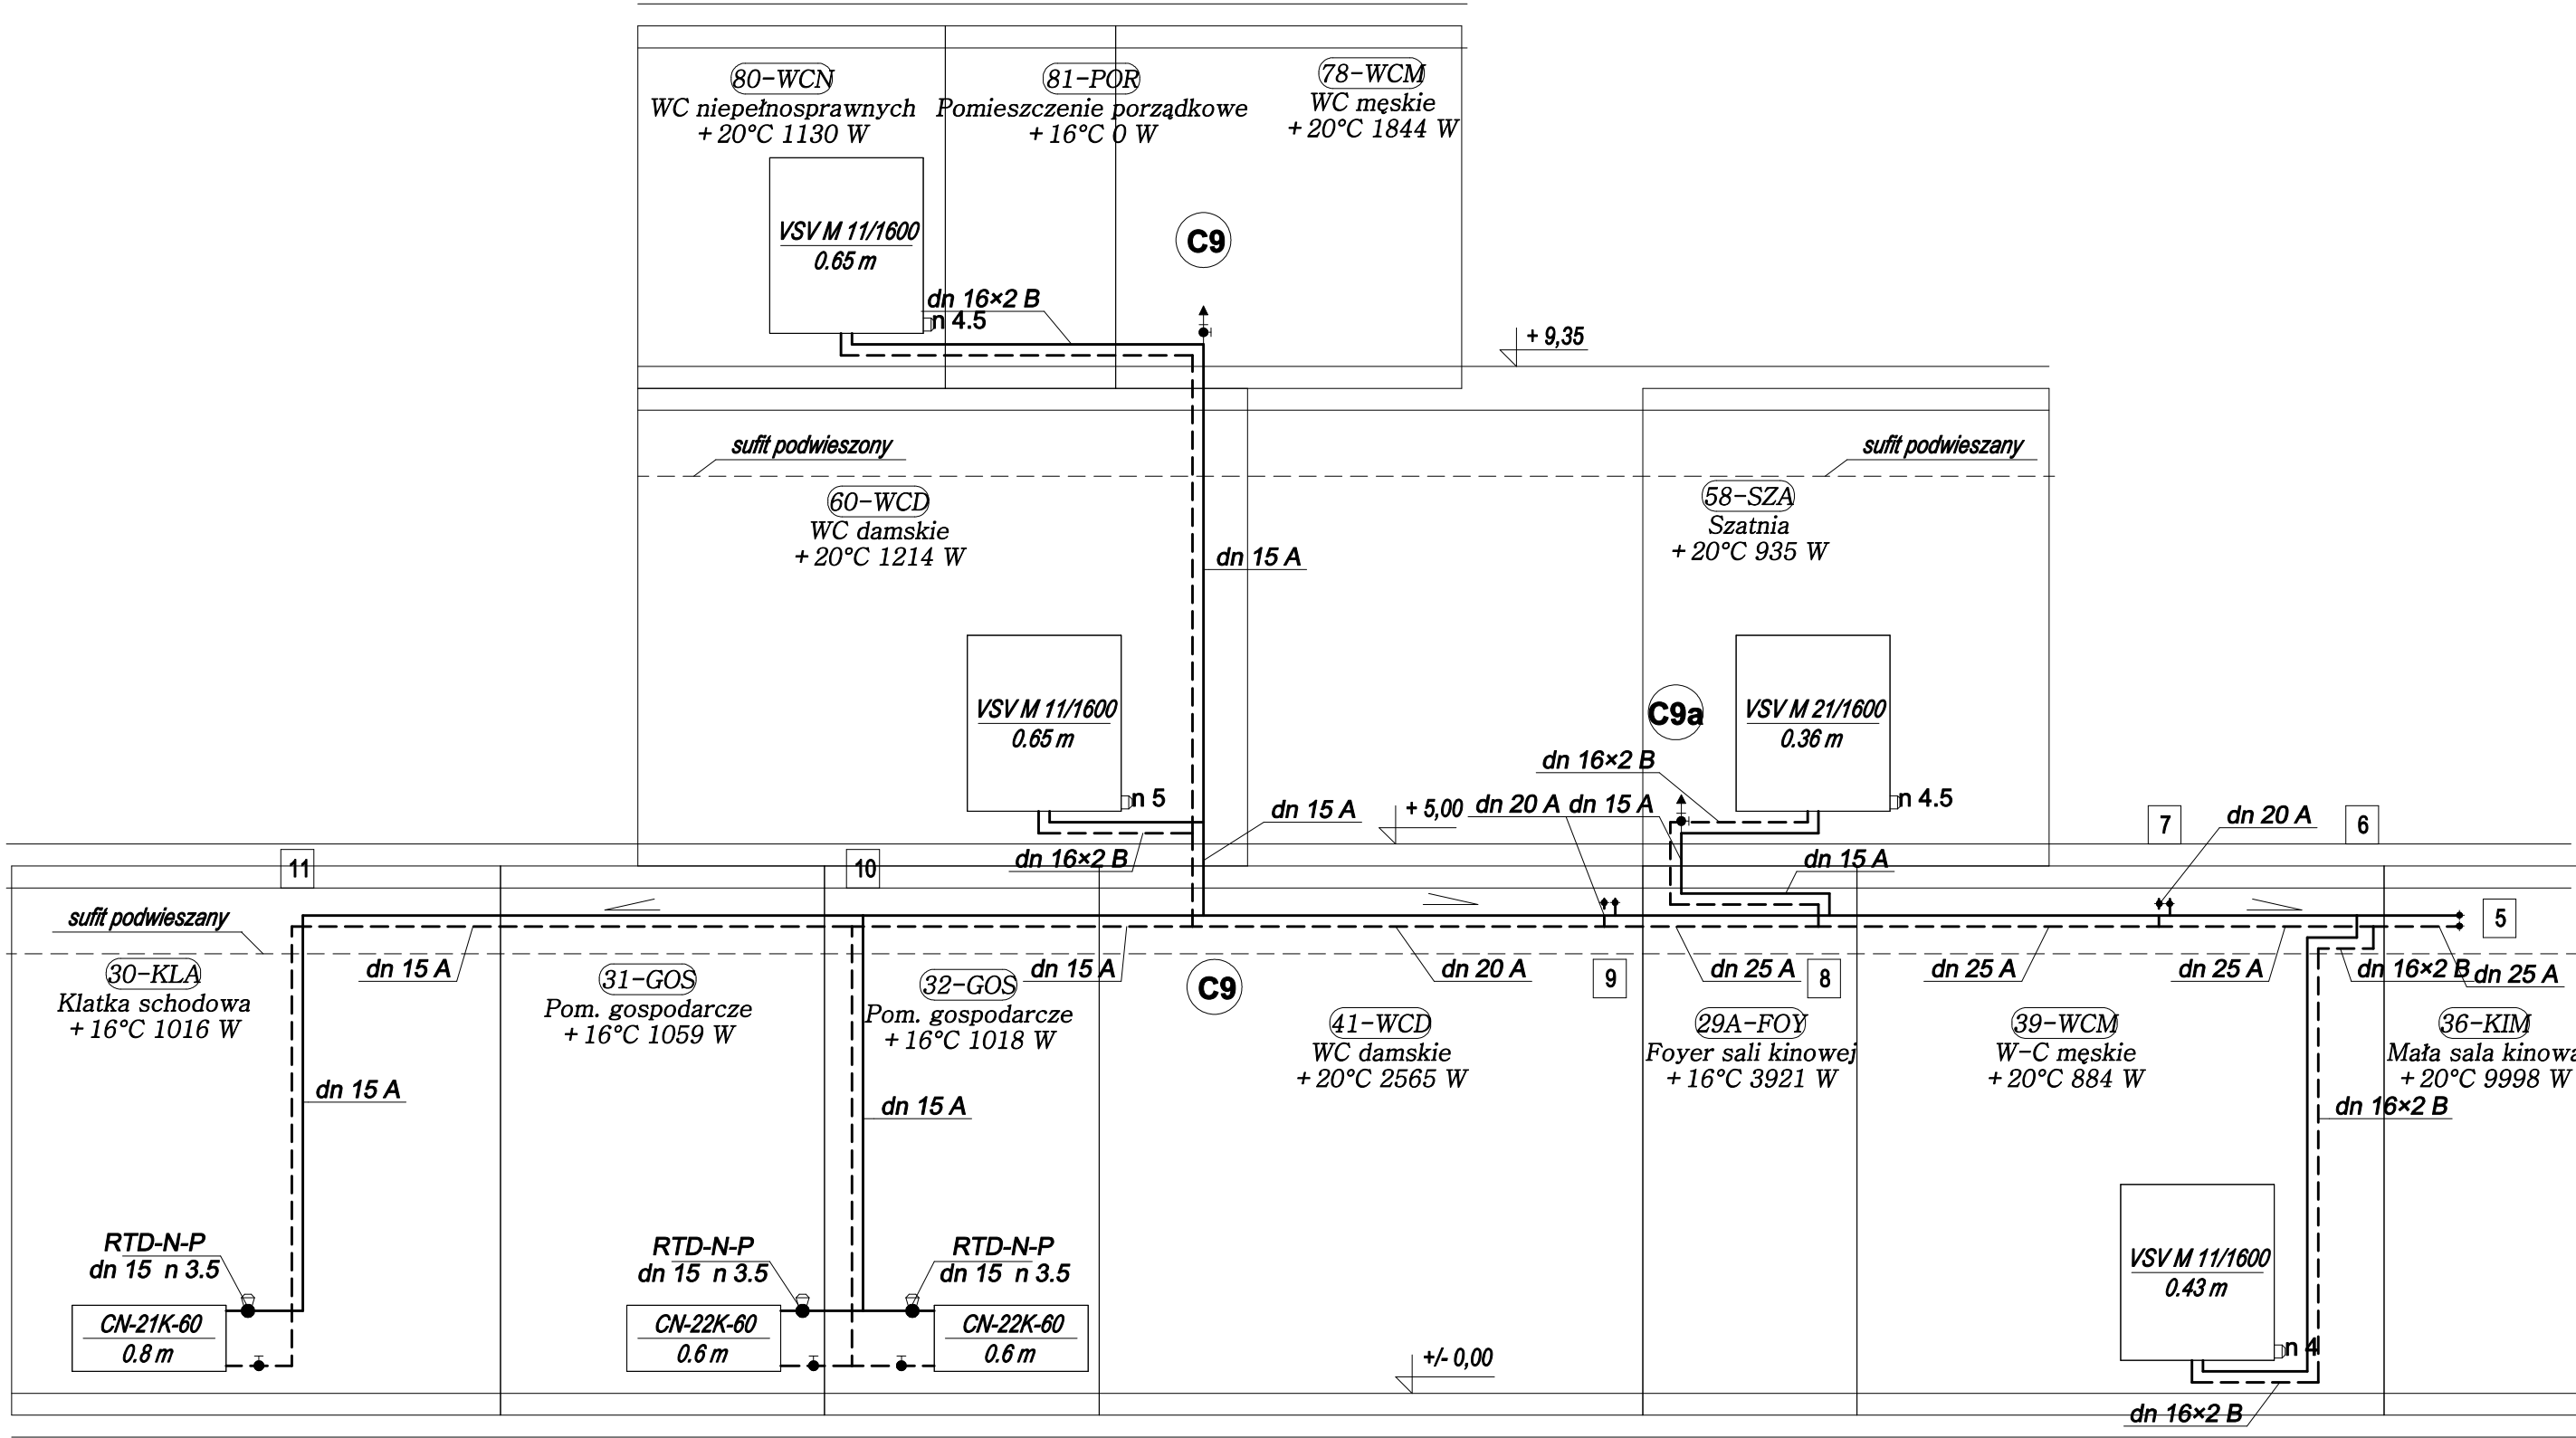 80-WCN
WC niepełnosprawnych
+20°C 1130 W
81-POR
Pomieszczenie porządkowe
+16°C 0 W
78-WCM
WC męskie
+20°C 1844 W
VSV M 11/1600
0.65 m
n 4.5
dn 16×2 B
C9
+ 9,35
sufit podwieszony
sufit podwieszany
60-WCD
WC damskie
+20°C 1214 W
58-SZA
Szatnia
+20°C 935 W
dn 15 A
VSV M 11/1600
0.65 m
n 5
C9a
VSV M 21/1600
0.36 m
n 4.5
dn 16×2 B
dn 15 A
+ 5,00
dn 20 A
dn 15 A
7
dn 20 A
6
dn 16×2 B
dn 15 A
11
10
sufit podwieszany
5
30-KLA
Klatka schodowa
+16°C 1016 W
dn 15 A
31-GOS
Pom. gospodarcze
+16°C 1059 W
32-GOS
Pom. gospodarcze
+16°C 1018 W
dn 15 A
C9
dn 20 A
9
dn 25 A
8
dn 25 A
dn 25 A
dn 16×2 B
dn 25 A
41-WCD
WC damskie
+20°C 2565 W
29A-FOY
Foyer sali kinowej
+16°C 3921 W
39-WCM
W-C męskie
+20°C 884 W
36-KIM
Mała sala kinowa
+20°C 9998 W
dn 15 A
dn 15 A
dn 16×2 B
RTD-N-P
dn 15 n 3.5
RTD-N-P
dn 15 n 3.5
RTD-N-P
dn 15 n 3.5
CN-21K-60
0.8 m
CN-22K-60
0.6 m
CN-22K-60
0.6 m
VSV M 11/1600
0.43 m
n 4
+/- 0,00
dn 16×2 B